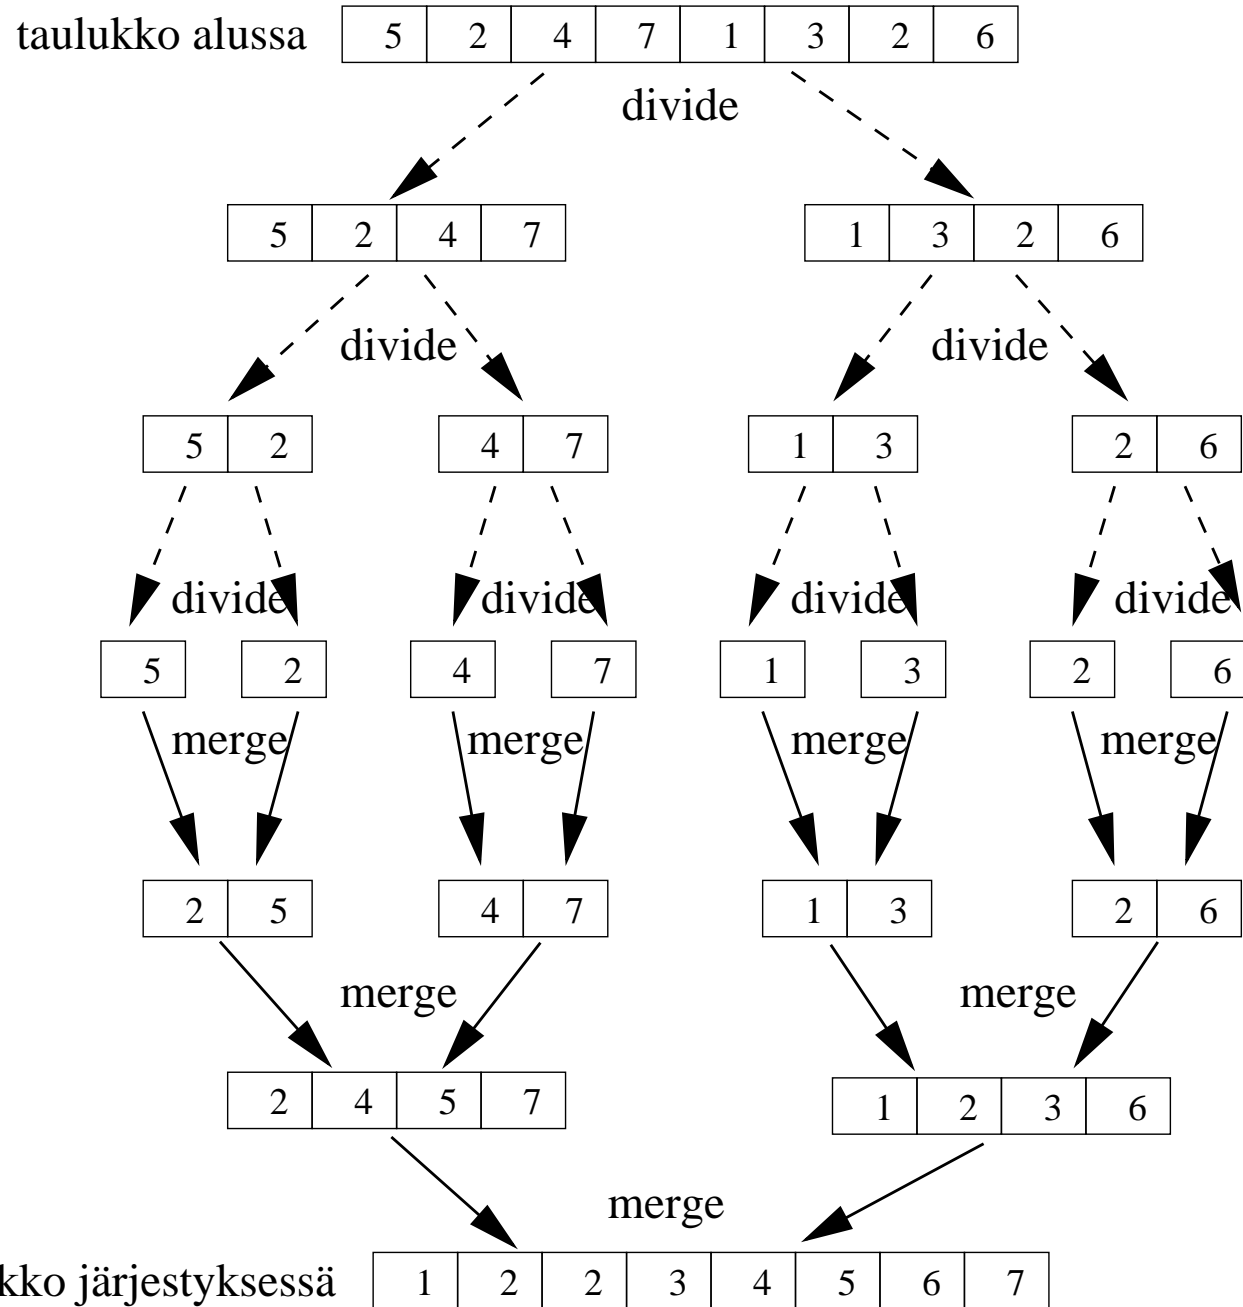 taulukko alussa 5 2 4 7 1 3 2 6
divide
5 2 4 7 1 3 2 6
divide divide
5 2 4 7 1 3 2 6
divide divide divide divide
5 2 4 7 1 3 2 6
merge merge merge merge
2 5 4 7 1 3 2 6
merge merge
2 4 5 7 1 2 3 6
merge
kko järjestyksessä 1 2 2 3 4 5 6 7